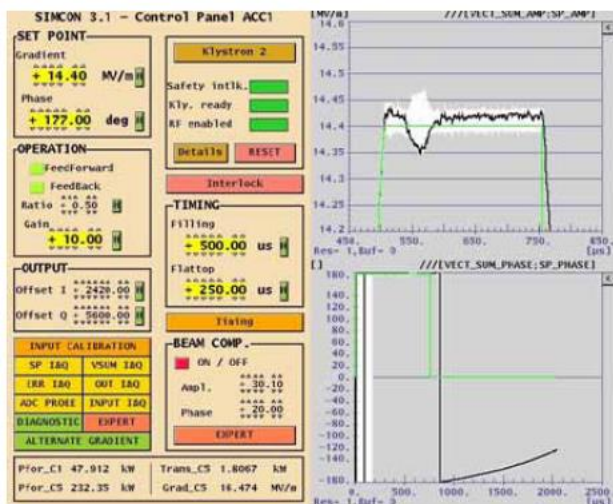 SIMCON 3.1 - Control Panel ACC1
SET POINT
Gradient
+ 14.40 MV/m
Phase
+ 177.00 deg
OPERATION
FeedForward
FeedBack
Ratio + 0.50
Gain
+ 10.00
OUTPUT
Offset I + 2420.00
Offset Q + 5600.00
INPUT CALIBRATION
SP I&Q VSUM I&Q
ERR I&Q OUT I&Q
ADC PROBE INPUT I&Q
DIAGNOSTIC EXPERT
ALTERNATE GRADIENT
Klystron 2
Safety intlk.
Kly. ready
RF enabled
Details RESET
Interlock
TIMING
Filling
+ 500.00 us
Flattop
+ 250.00 us
Timing
BEAM COMP.
ON / OFF
Ampl. + 30.10
Phase + 20.00
EXPERT
Pfor_C1 47.912 kW Trans_C5 1.8067 kW
Pfor_C5 232.35 kW Grad_C5 16.474 MV/m
[MV/m] ///[VECT_SUM_AMP;SP_AMP]
14.6
14.55
14.5
14.45
14.4
14.35
14.3
14.25
14.2
450. 550. 650. 750. 850
Res= 1,Buf= 0 [us]
[] ///[VECT_SUM_PHASE;SP_PHASE]
180.
160.
140.
120.
100.
80.
60.
40.
20.
0.
-20.
-40.
-60.
-80.
-100.
-120.
-140.
-180.
0 500. 1000. 1500. 2000. 2500
Res= 1,Buf= 0 [us]